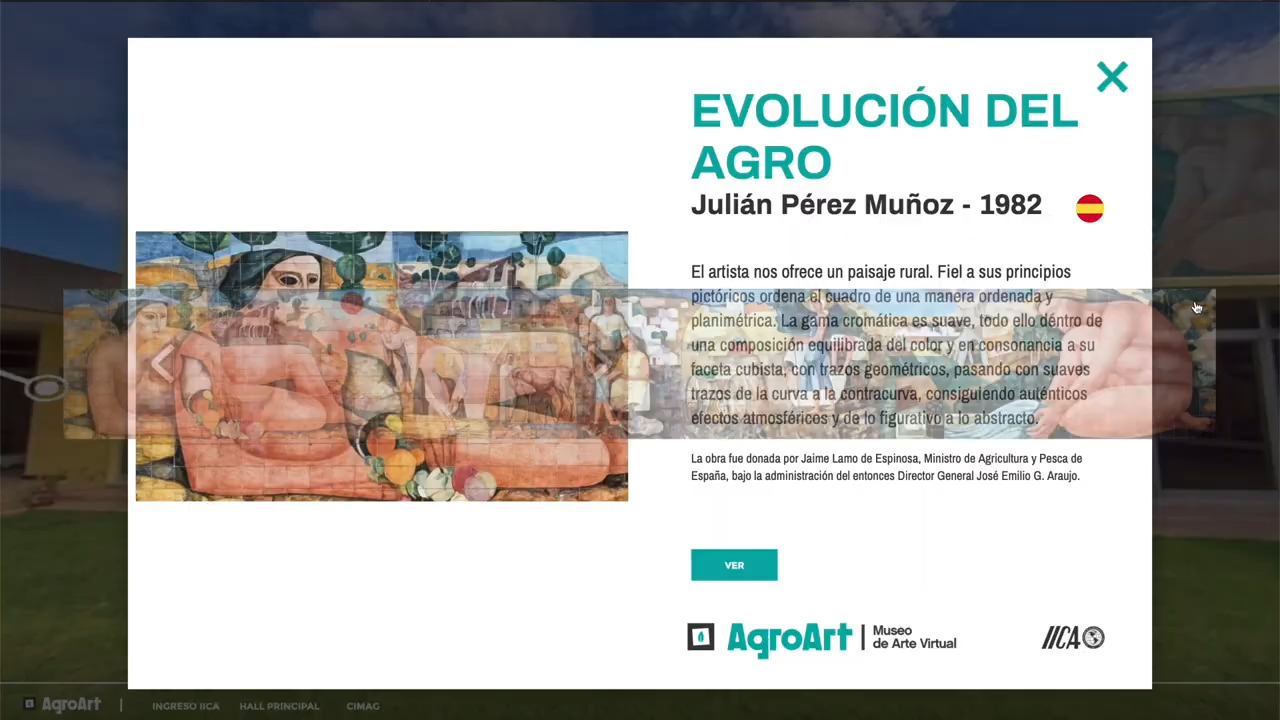 EVOLUCIÓN DEL
AGRO
Julián Pérez Muñoz - 1982
El artista nos ofrece un paisaje rural. Fiel a sus principios
pictóricos ordena el cuadro de una manera ordenada y
planimétrica. La gama cromática es suave, todo ello dentro de
una composición equilibrada del color y en consonancia a su
faceta cubista, con trazos geométricos, pasando con suaves
trazos de la curva a la contracurva, consiguiendo auténticos
efectos atmosféricos y de lo figurativo a lo abstracto.
La obra fue donada por Jaime Lamo de Espinosa, Ministro de Agricultura y Pesca de
España, bajo la administración del entonces Director General José Emilio G. Araujo.
VER
AgroArt | Museo
de Arte Virtual
IICA
AgroArt | INGRESO IICA HALL PRINCIPAL CIMAG